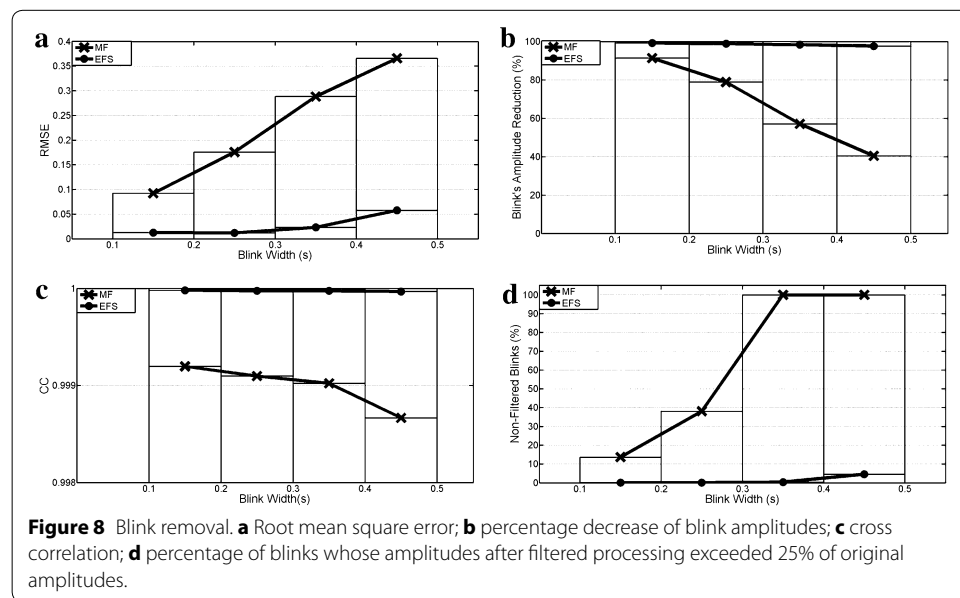 a
MF
EFS
0.4
0.35
0.3
0.25
0.2
0.15
0.1
0.05
0
RMSE
0.1 0.2 0.3 0.4 0.5
Blink Width (s)
b
MF
EFS
100
80
60
40
20
0
Blink's Amplitude Reduction (%)
0.1 0.2 0.3 0.4 0.5
Blink Width (s)
c
MF
EFS
1
0.999
0.998
CC
0.1 0.2 0.3 0.4 0.5
Blink Width (s)
d
MF
EFS
100
90
80
70
60
50
40
30
20
10
0
Non-Filtered Blinks (%)
0.1 0.2 0.3 0.4 0.5
Blink Width (s)
Figure 8 Blink removal. a Root mean square error; b percentage decrease of blink amplitudes; c cross
correlation; d percentage of blinks whose amplitudes after filtered processing exceeded 25% of original
amplitudes.